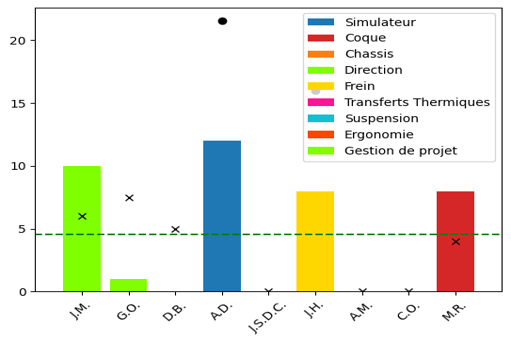 Simulateur
Coque
Chassis
Direction
Frein
Transferts Thermiques
Suspension
Ergonomie
Gestion de projet
20
15
10
5
0
J.M.
G.O.
D.B.
A.D.
J.S.D.C.
J.H.
A.M.
C.O.
M.R.